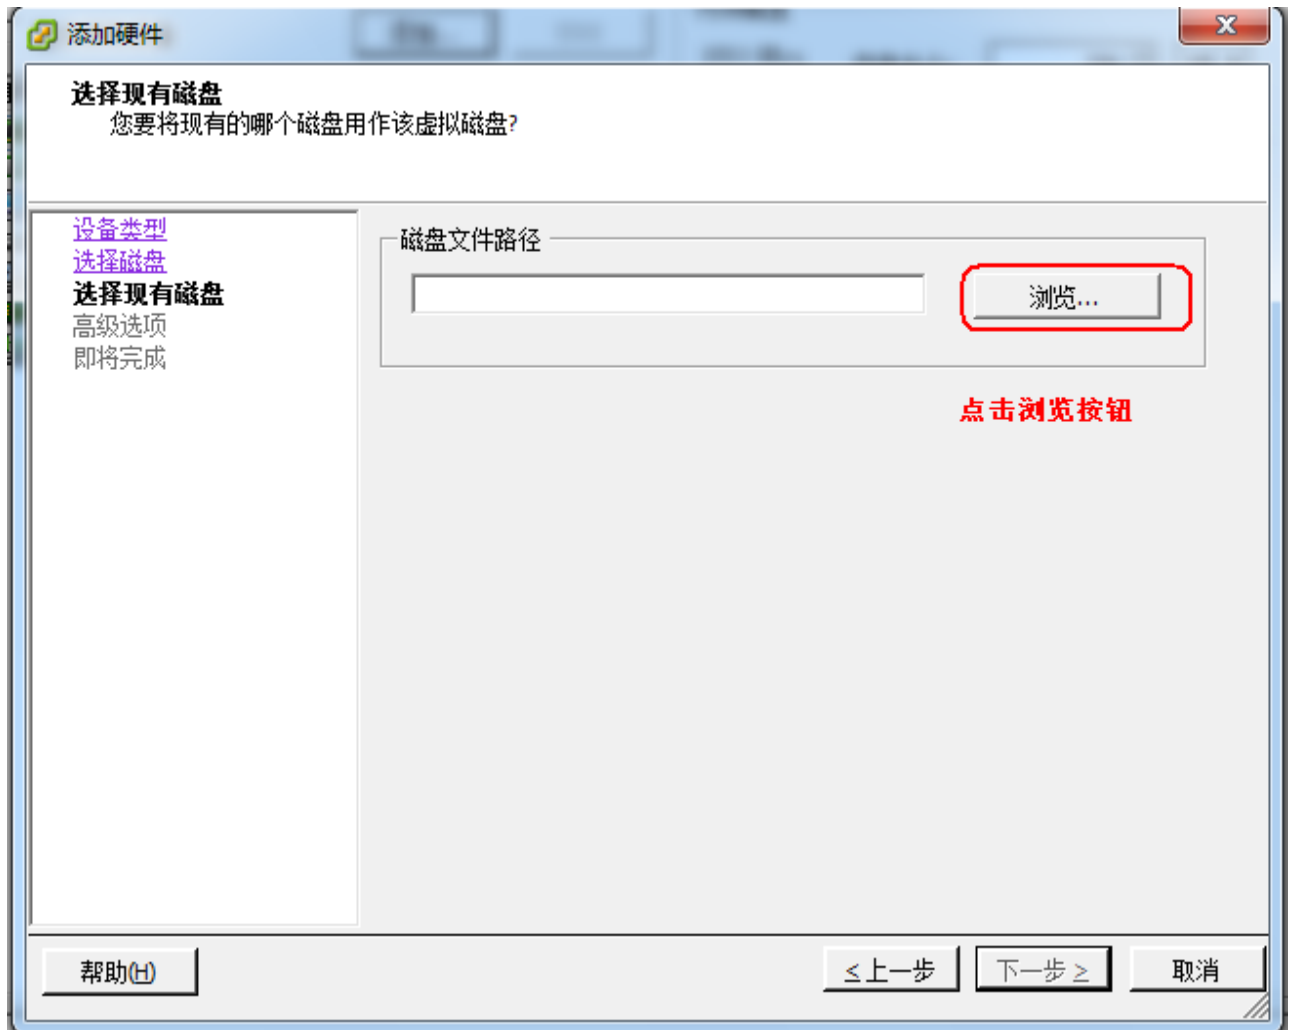 添加硬件
选择现有磁盘
您要将现有的哪个磁盘用作该虚拟磁盘?
设备类型
选择磁盘
选择现有磁盘
高级选项
即将完成
磁盘文件路径
浏览...
点击浏览按钮
帮助(H)
≤上一步
下一步≥
取消